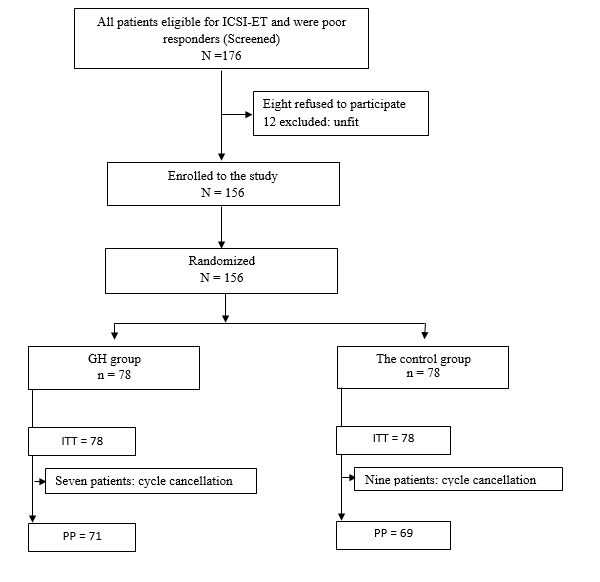 All patients eligible for ICSI-ET and were poor
responders (Screened)
N =176
Eight refused to participate
12 excluded: unfit
Enrolled to the study
N = 156
Randomized
N = 156
GH group
n = 78
The control group
n = 78
ITT = 78
ITT = 78
Seven patients: cycle cancellation
Nine patients: cycle cancellation
PP = 71
PP = 69